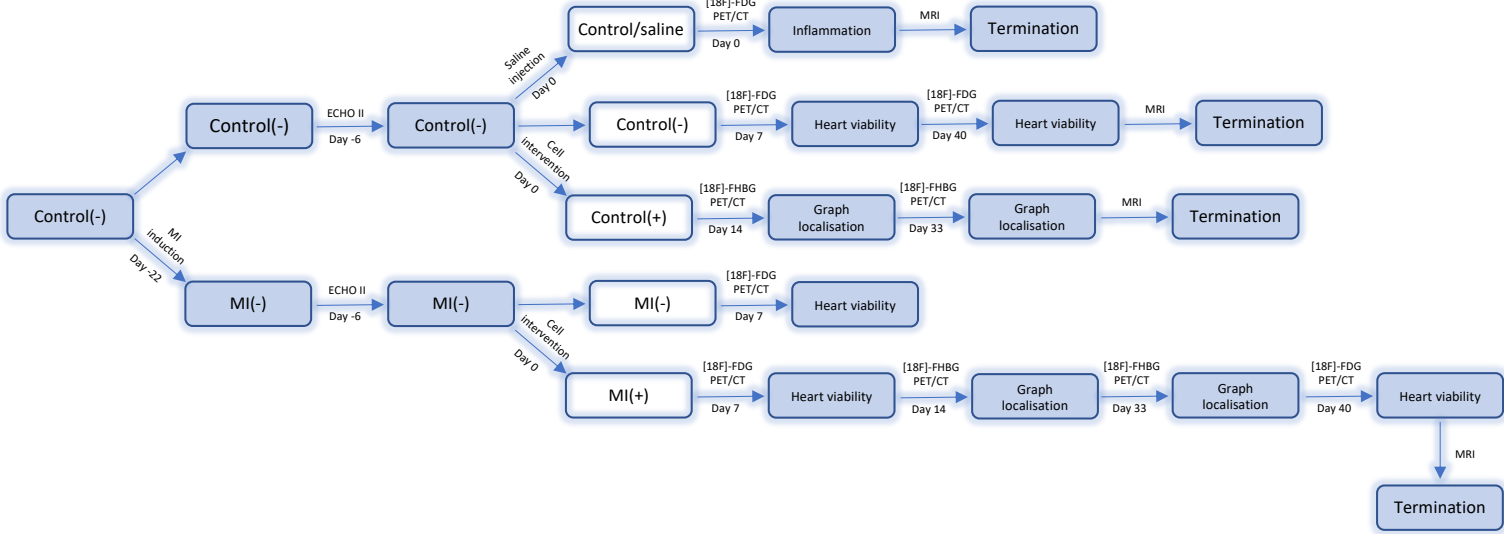 [18F]-FDG
PET/CT
Control/saline
Day 0
Inflammation
MRI
Termination
Saline
injection
Day 0
Control(-)
ECHO II
Day -6
Control(-)
Control(-)
[18F]-FDG
PET/CT
Day 7
Heart viability
[18F]-FDG
PET/CT
Day 40
Heart viability
MRI
Termination
Cell
intervention
Day 0
Control(-)
Control(+)
[18F]-FHBG
PET/CT
Day 14
Graph
localisation
[18F]-FHBG
PET/CT
Day 33
Graph
localisation
MRI
Termination
MI
induction
Day -22
MI(-)
ECHO II
Day -6
MI(-)
MI(-)
[18F]-FDG
PET/CT
Day 7
Heart viability
Cell
intervention
Day 0
MI(+)
[18F]-FDG
PET/CT
Day 7
Heart viability
[18F]-FHBG
PET/CT
Day 14
Graph
localisation
[18F]-FHBG
PET/CT
Day 33
Graph
localisation
[18F]-FDG
PET/CT
Day 40
Heart viability
MRI
Termination